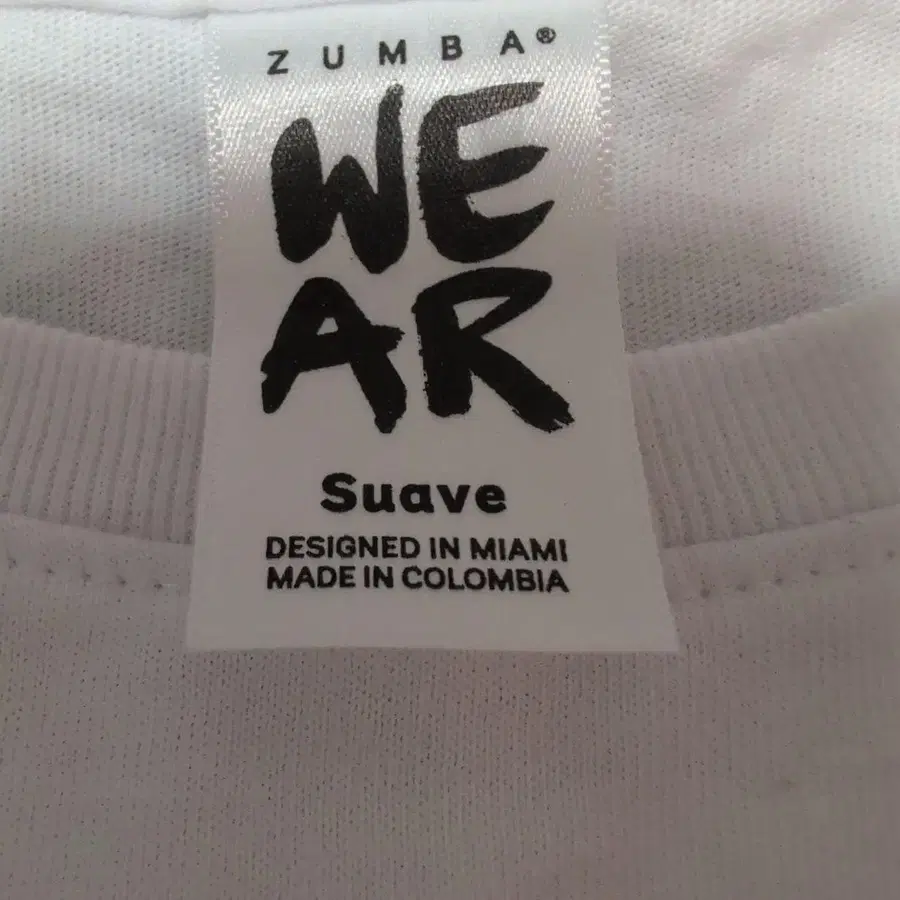 ZUMBA®
WE
AR
Suave
DESIGNED IN MIAMI
MADE IN COLOMBIA